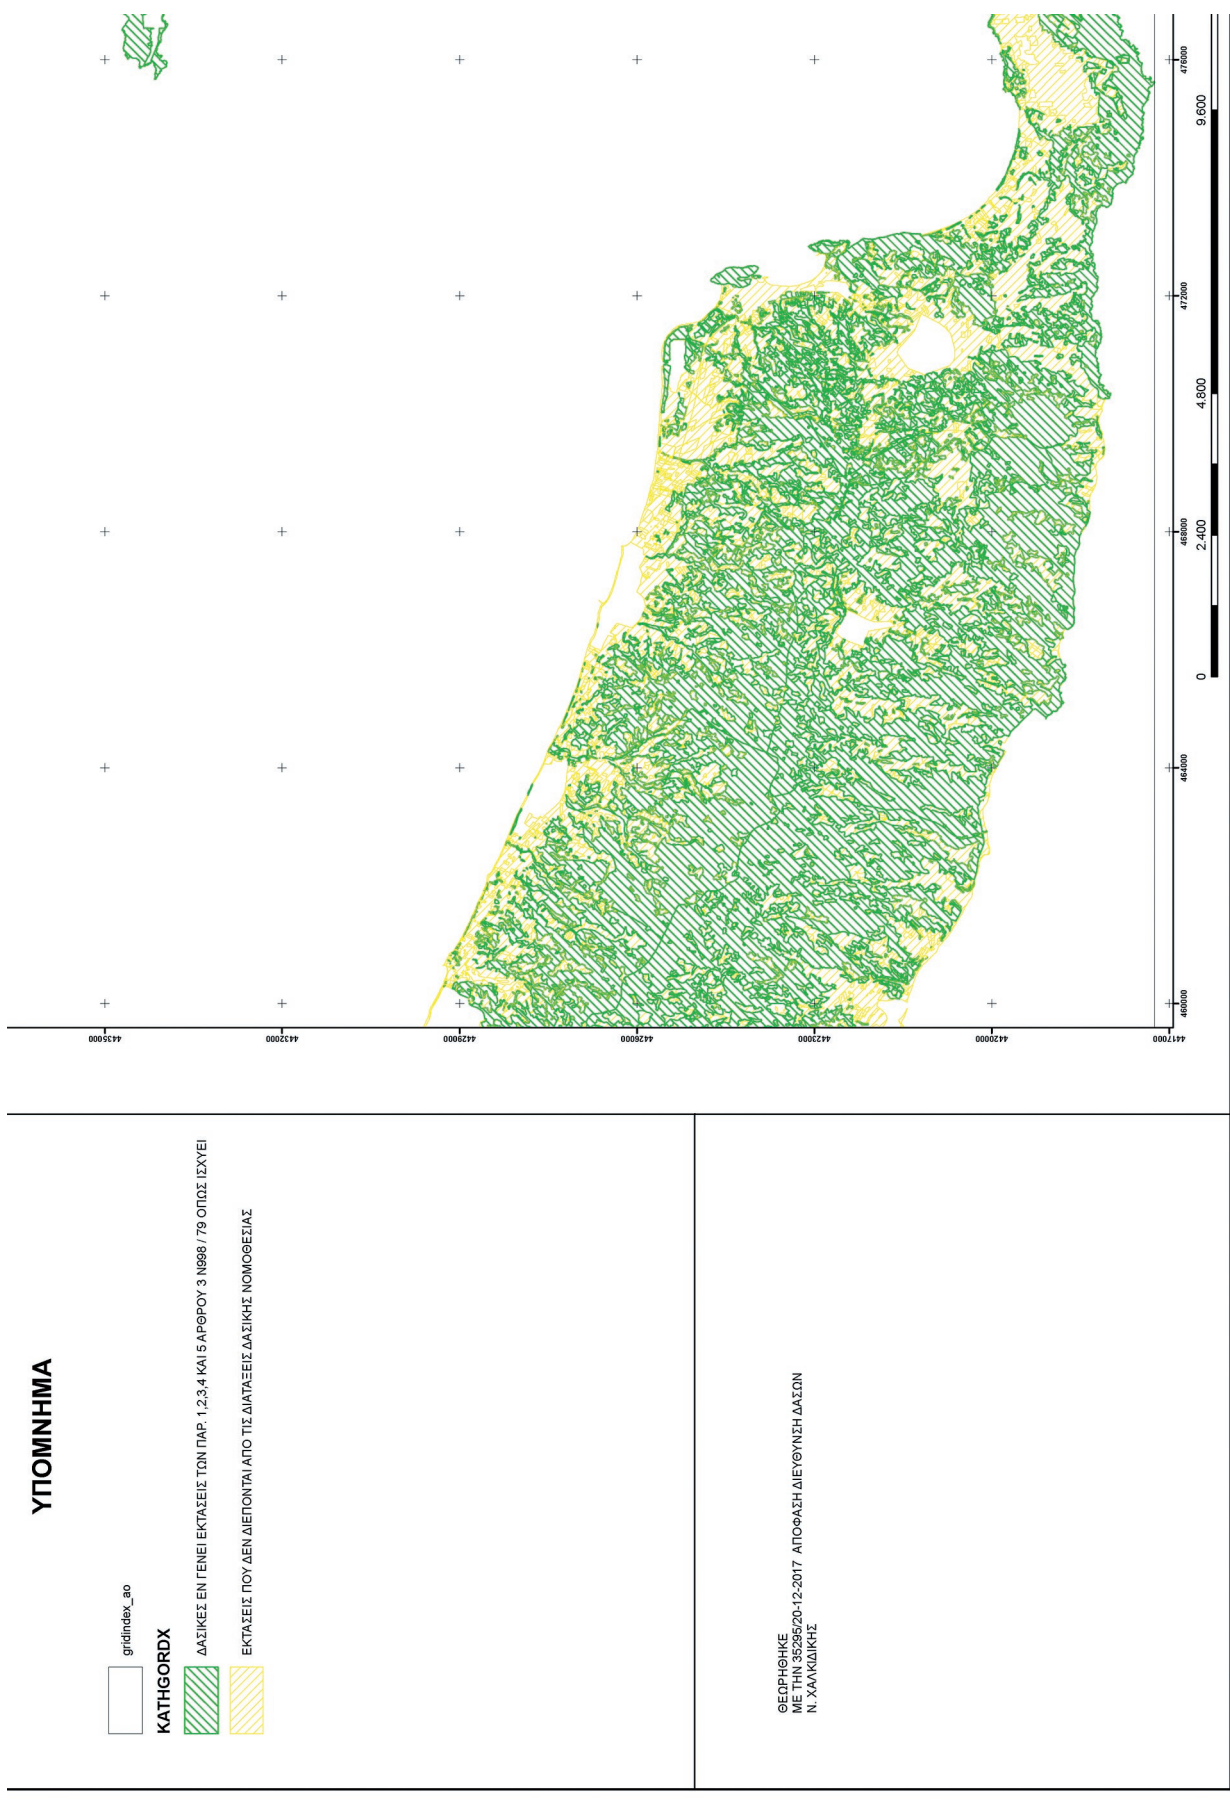 ΥΠΟΜΝΗΜΑ
gridindex_ao
KATHGORDX
ΔΑΣΙΚΕΣ ΕΝ ΓΕΝΕΙ ΕΚΤΑΣΕΙΣ ΤΩΝ ΠΑΡ. 1,2,3,4 ΚΑΙ 5 ΑΡΘΡΟΥ 3 Ν998 / 79 ΟΠΩΣ ΙΣΧΥΕΙ
ΕΚΤΑΣΕΙΣ ΠΟΥ ΔΕΝ ΔΙΕΠΟΝΤΑΙ ΑΠΟ ΤΙΣ ΔΙΑΤΑΞΕΙΣ ΔΑΣΙΚΗΣ ΝΟΜΟΘΕΣΙΑΣ
ΘΕΩΡΗΘΗΚΕ
ΜΕ ΤΗΝ 35295/20-12-2017 ΑΠΟΦΑΣΗ ΔΙΕΥΘΥΝΣΗ ΔΑΣΩΝ
Ν. ΧΑΛΚΙΔΙΚΗΣ
4435000
4432000
4429000
4426000
4423000
4420000
4417000
460000
464000
468000
472000
476000
0
2.400
4.800
9.600